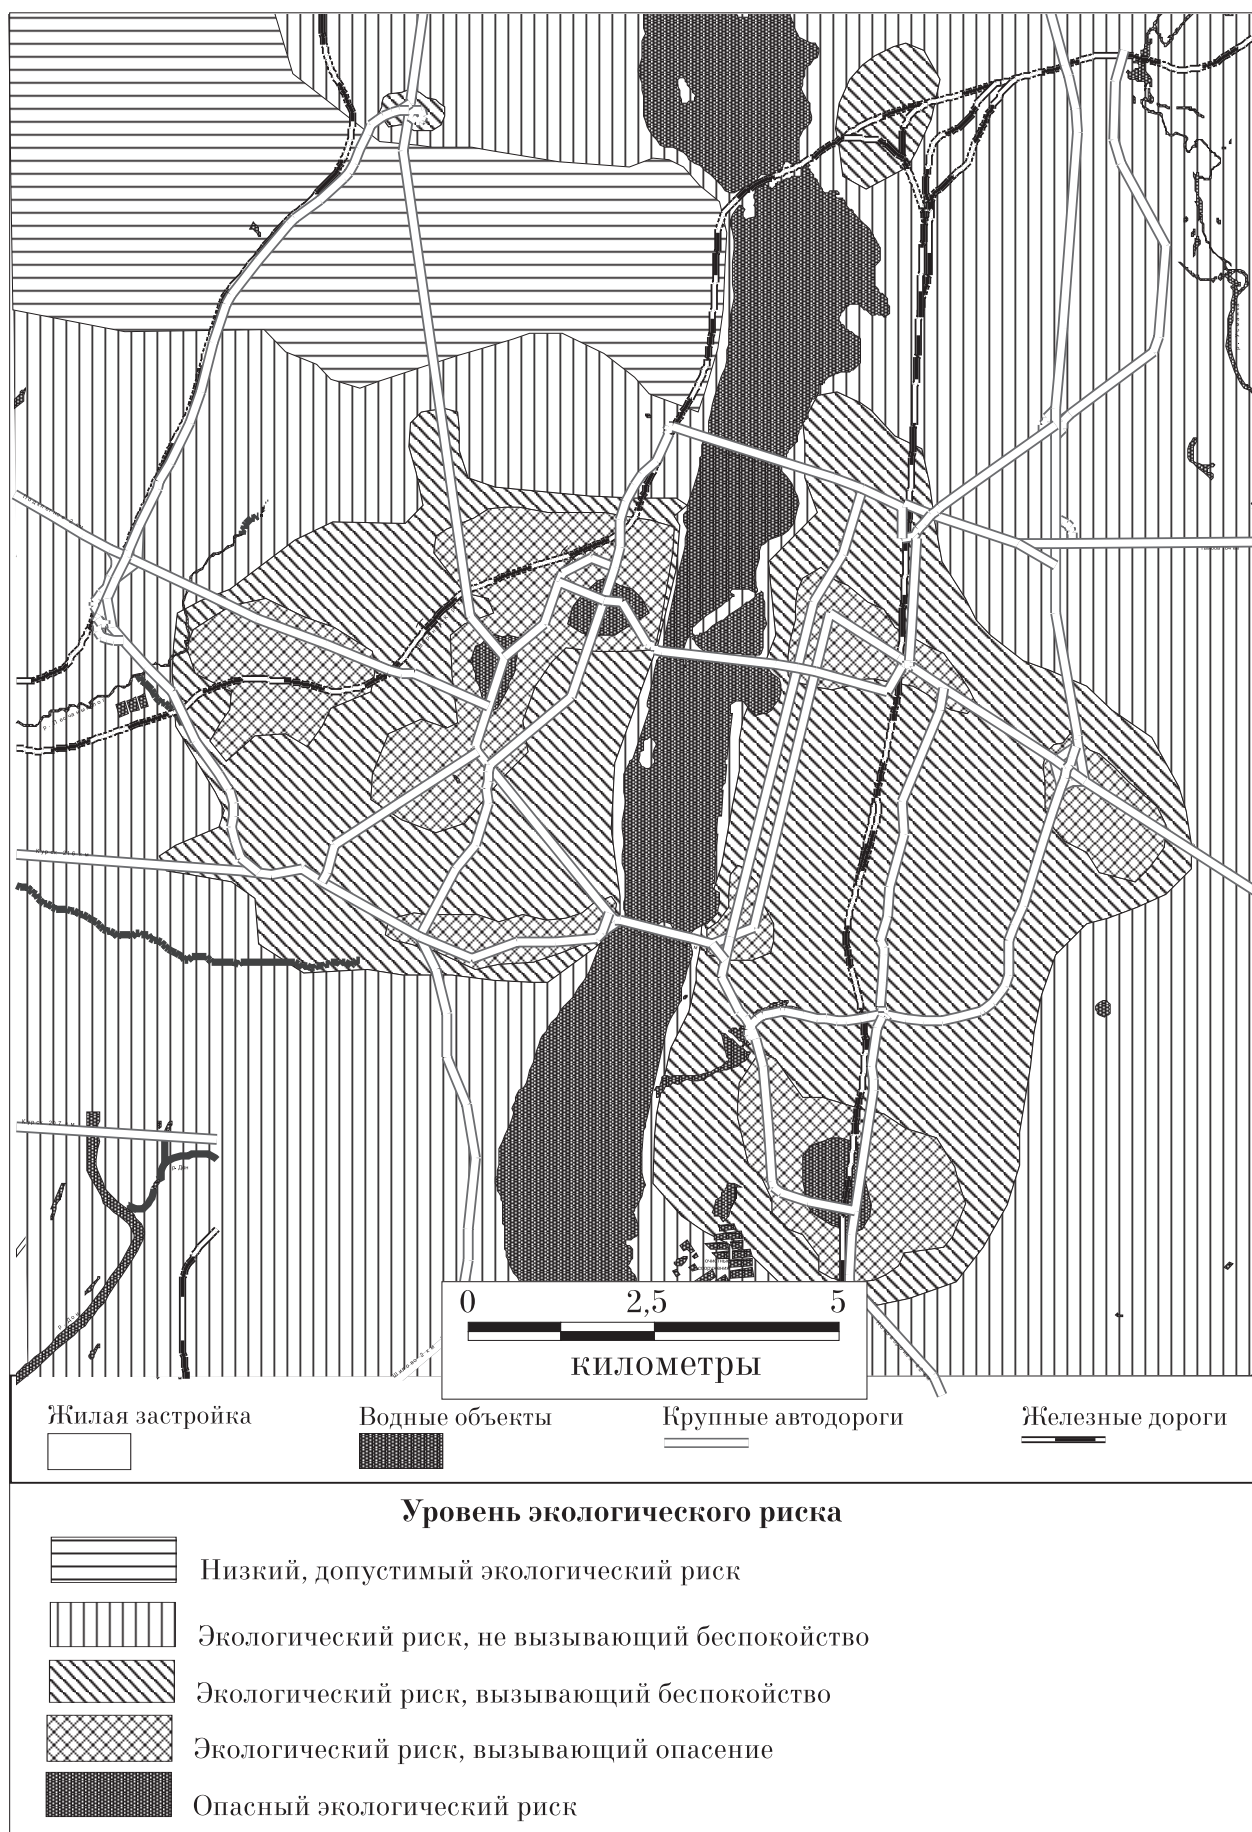 0 2,5 5
километры
Жилая застройка Водные объекты Крупные автодороги Железные дороги
Уровень экологического риска
Низкий, допустимый экологический риск
Экологический риск, не вызывающий беспокойство
Экологический риск, вызывающий беспокойство
Экологический риск, вызывающий опасение
Опасный экологический риск